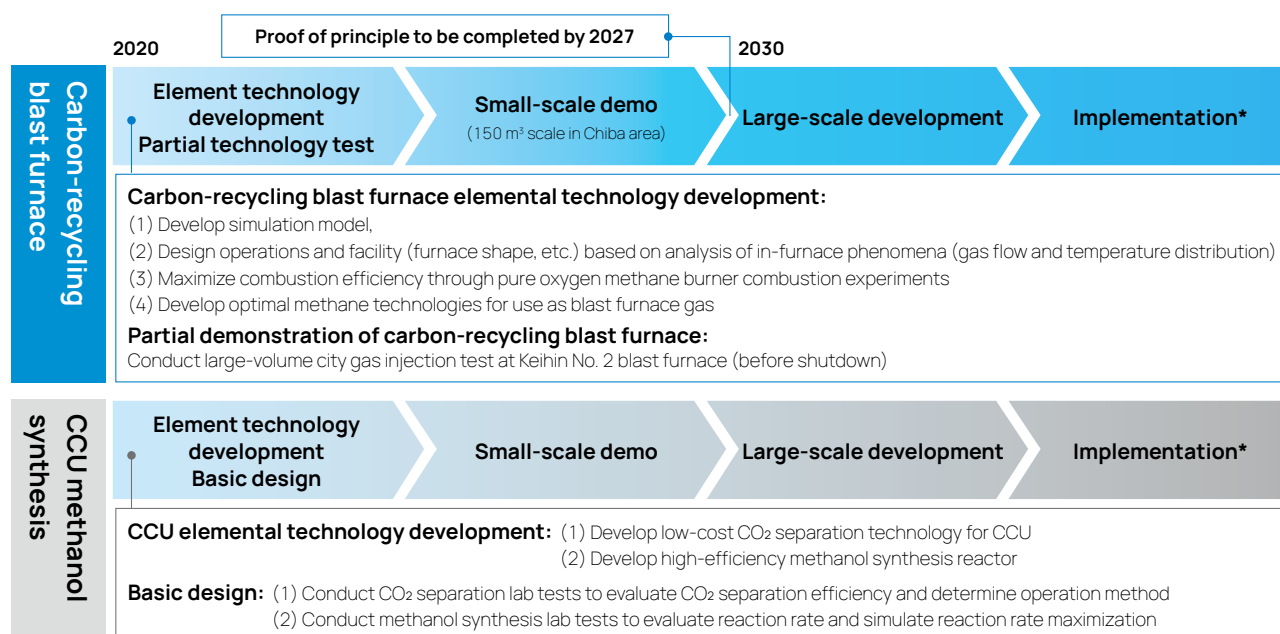 Proof of principle to be completed by 2027
2020
2030
Carbon-recycling
blast furnace
Element technology
development
Partial technology test
Small-scale demo
(150 m³ scale in Chiba area)
Large-scale development
Implementation*
Carbon-recycling blast furnace elemental technology development:
(1) Develop simulation model,
(2) Design operations and facility (furnace shape, etc.) based on analysis of in-furnace phenomena (gas flow and temperature distribution)
(3) Maximize combustion efficiency through pure oxygen methane burner combustion experiments
(4) Develop optimal methane technologies for use as blast furnace gas
Partial demonstration of carbon-recycling blast furnace:
Conduct large-volume city gas injection test at Keihin No. 2 blast furnace (before shutdown)
CCU methanol
synthesis
Element technology
development
Basic design
Small-scale demo
Large-scale development
Implementation*
CCU elemental technology development: (1) Develop low-cost CO₂ separation technology for CCU
(2) Develop high-efficiency methanol synthesis reactor
Basic design: (1) Conduct CO₂ separation lab tests to evaluate CO₂ separation efficiency and determine operation method
(2) Conduct methanol synthesis lab tests to evaluate reaction rate and simulate reaction rate maximization